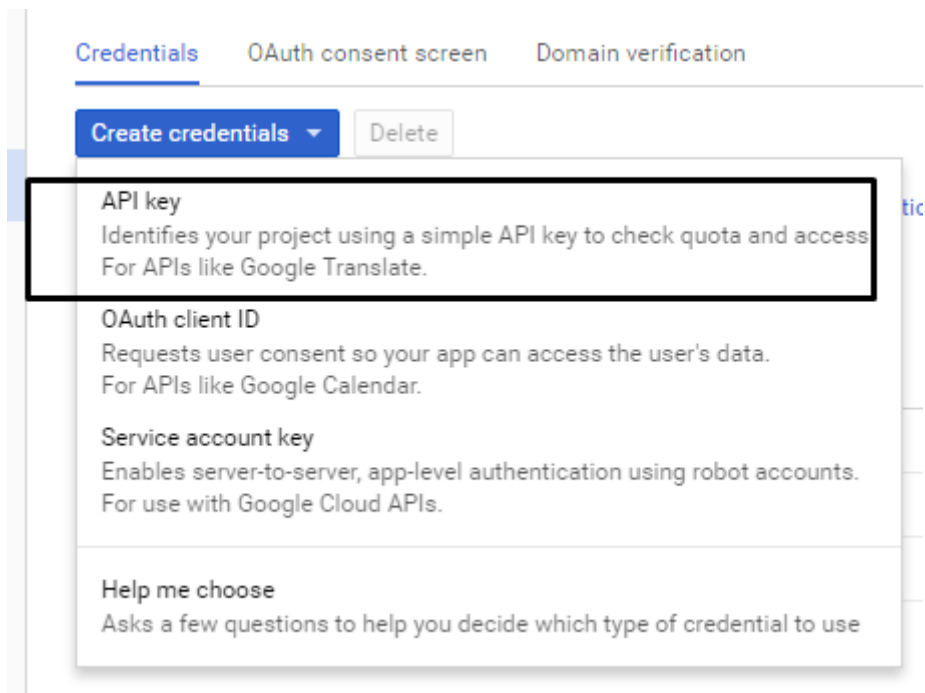 Credentials OAuth consent screen Domain verification
Create credentials Delete
API key
Identifies your project using a simple API key to check quota and access
For APIs like Google Translate.
OAuth client ID
Requests user consent so your app can access the user's data.
For APIs like Google Calendar.
Service account key
Enables server-to-server, app-level authentication using robot accounts.
For use with Google Cloud APIs.
Help me choose
Asks a few questions to help you decide which type of credential to use